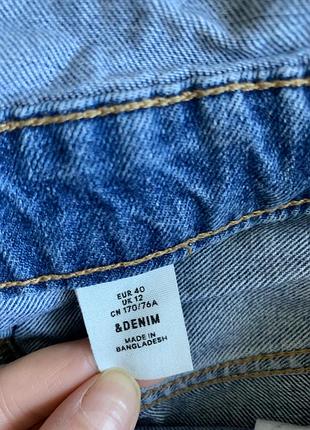 EUR 40
UK 12
CN 170/76A
&DENIM
MADE IN
BANGLADESH